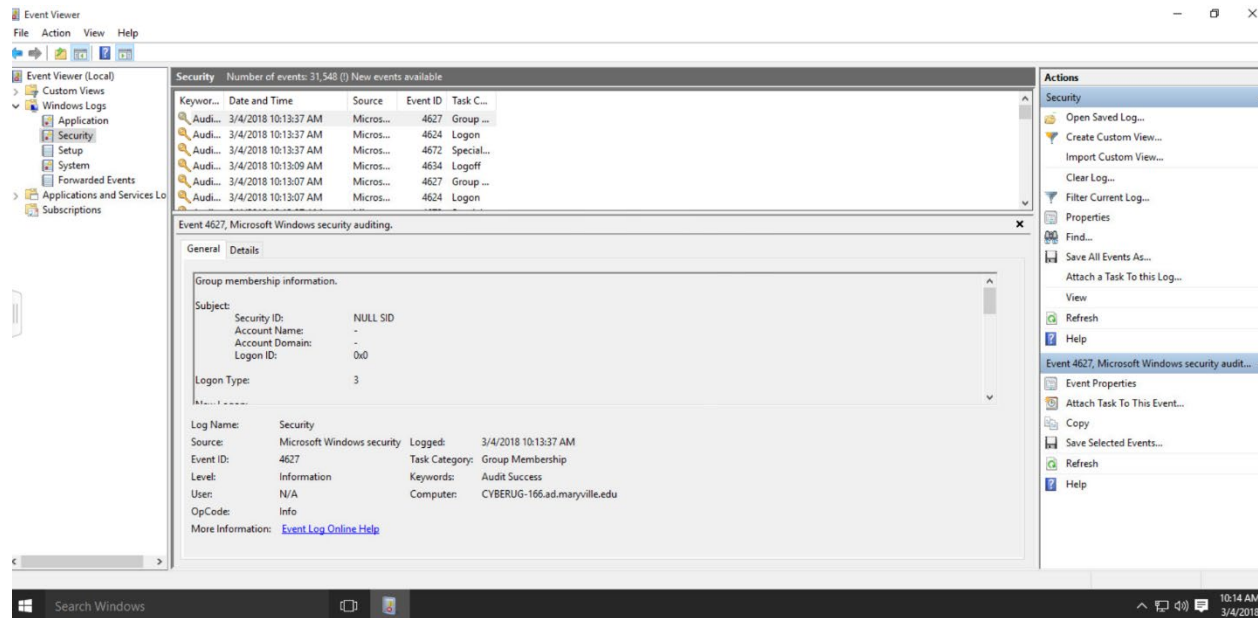 Event Viewer
File Action View Help
Event Viewer (Local)
Custom Views
Windows Logs
Application
Security
Setup
System
Forwarded Events
Applications and Services Lo
Subscriptions
Security Number of events: 31,548 (!) New events available
Keywor... Date and Time Source Event ID Task C...
Audi... 3/4/2018 10:13:37 AM Micros... 4627 Group ...
Audi... 3/4/2018 10:13:37 AM Micros... 4624 Logon
Audi... 3/4/2018 10:13:37 AM Micros... 4672 Special...
Audi... 3/4/2018 10:13:09 AM Micros... 4634 Logoff
Audi... 3/4/2018 10:13:07 AM Micros... 4627 Group ...
Audi... 3/4/2018 10:13:07 AM Micros... 4624 Logon
Event 4627, Microsoft Windows security auditing.
General Details
Group membership information.
Subject:
Security ID: NULL SID
Account Name: -
Account Domain: -
Logon ID: 0x0
Logon Type: 3
Log Name: Security
Source: Microsoft Windows security Logged: 3/4/2018 10:13:37 AM
Event ID: 4627 Task Category: Group Membership
Level: Information Keywords: Audit Success
User: N/A Computer: CYBERUG-166.ad.maryville.edu
OpCode: Info
More Information: Event Log Online Help
Actions
Security
Open Saved Log...
Create Custom View...
Import Custom View...
Clear Log...
Filter Current Log...
Properties
Find...
Save All Events As...
Attach a Task To this Log...
View
Refresh
Help
Event 4627, Microsoft Windows security audit...
Event Properties
Attach Task To This Event...
Copy
Save Selected Events...
Refresh
Help
Search Windows
10:14 AM
3/4/2018